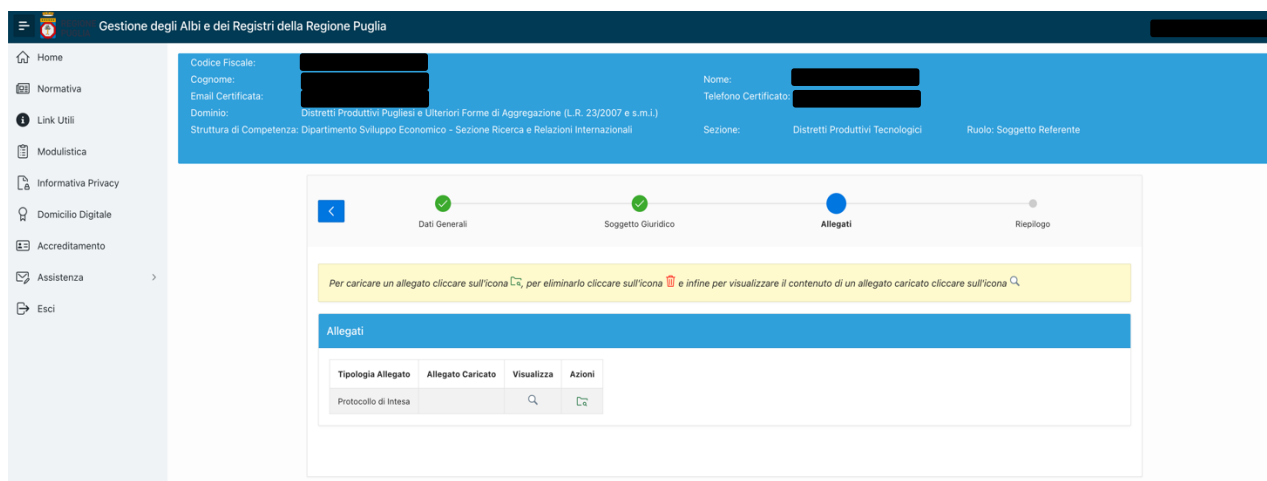 Gestione degli Albi e dei Registri della Regione Puglia
Home
Normativa
Link Utili
Modulistica
Informativa Privacy
Domicilio Digitale
Accreditamento
Assistenza
Esci
Codice Fiscale:
Cognome: Nome:
Email Certificata: Telefono Certificato:
Dominio: Distretti Produttivi Pugliesi e Ulteriori Forme di Aggregazione (L.R. 23/2007 e s.m.i.)
Struttura di Competenza: Dipartimento Sviluppo Economico - Sezione Ricerca e Relazioni Internazionali Sezione: Distretti Produttivi Tecnologici Ruolo: Soggetto Referente
Dati Generali Soggetto Giuridico Allegati Riepilogo
Per caricare un allegato cliccare sull'icona , per eliminarlo cliccare sull'icona e infine per visualizzare il contenuto di un allegato caricato cliccare sull'icona
Allegati
Tipologia Allegato Allegato Caricato Visualizza Azioni
Protocollo di Intesa